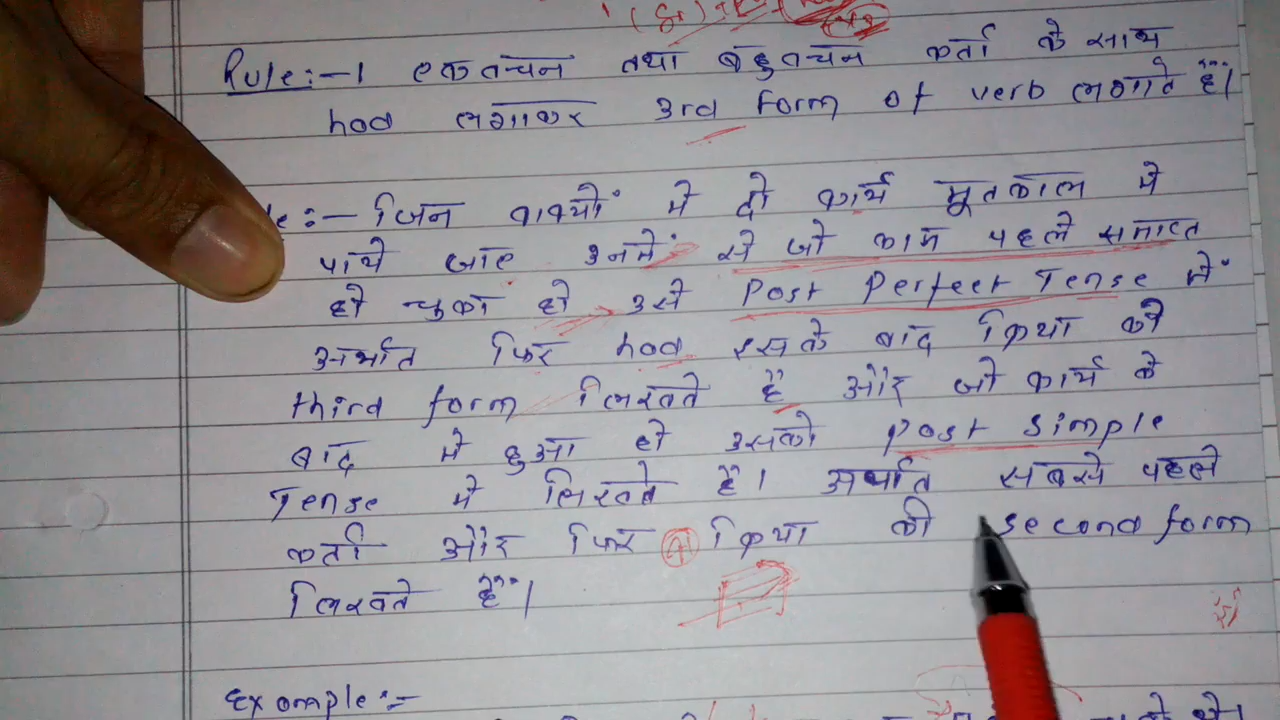 Rule:-1 एकवचन तथा बहुवचन कर्ता के साथ
had लगाकर 3rd form of verb लगाते हैं।
le:- जिन वाक्यों में दो कार्य भूतकाल में
पाये जाए उनमें से जो काम पहले समाप्त
हो चुका हो उसे Past Perfect Tense में
अर्थात फिर had इसके बाद क्रिया की
third form लिखते है और जो कार्य के
बाद में हुआ हो उसको past simple
Tense में लिखते हैं। अर्थात सबसे पहले
कर्ता और फिर क्रिया की second form
लिखते हैं।
Example:-